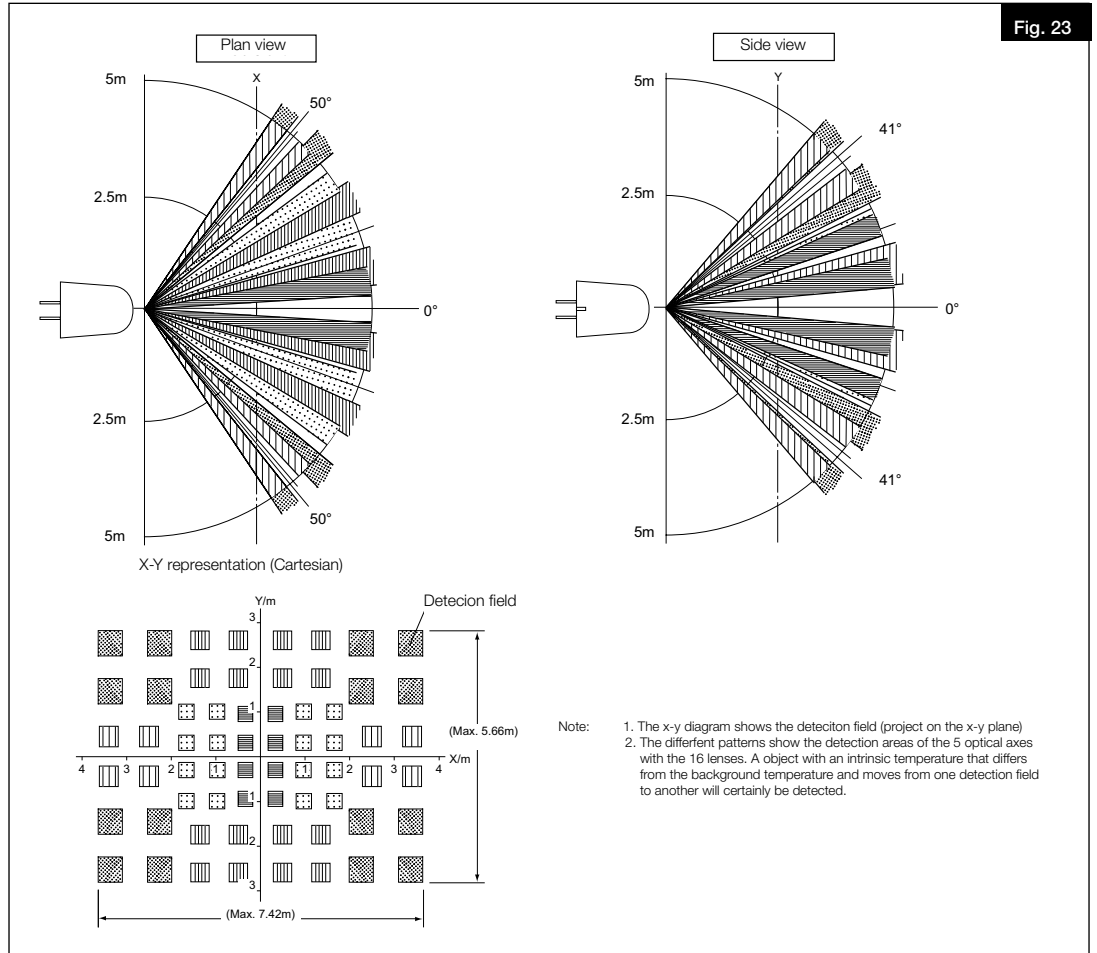 Fig. 23
Plan view
X
5m
50°
2.5m
0°
2.5m
50°
5m
Side view
Y
5m
41°
2.5m
0°
2.5m
41°
5m
X-Y representation (Cartesian)
Y/m
Detecion field
3
2
1
(Max. 5.66m)
X/m
4 3 2 1 1 2 3 4
1
2
3
(Max. 7.42m)
Note: 1. The x-y diagram shows the deteciton field (project on the x-y plane)
2. The differfent patterns show the detection areas of the 5 optical axes
with the 16 lenses. A object with an intrinsic temperature that differs
from the background temperature and moves from one detection field
to another will certainly be detected.